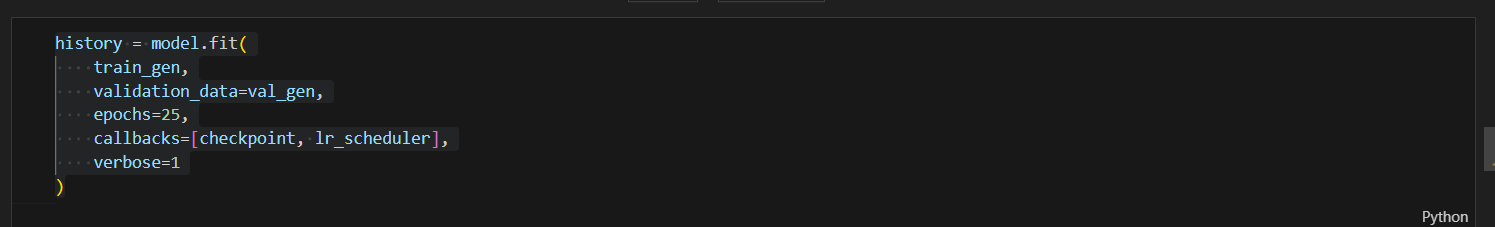 history = model.fit(
    train_gen,
    validation_data=val_gen,
    epochs=25,
    callbacks=[checkpoint, lr_scheduler],
    verbose=1
)
Python